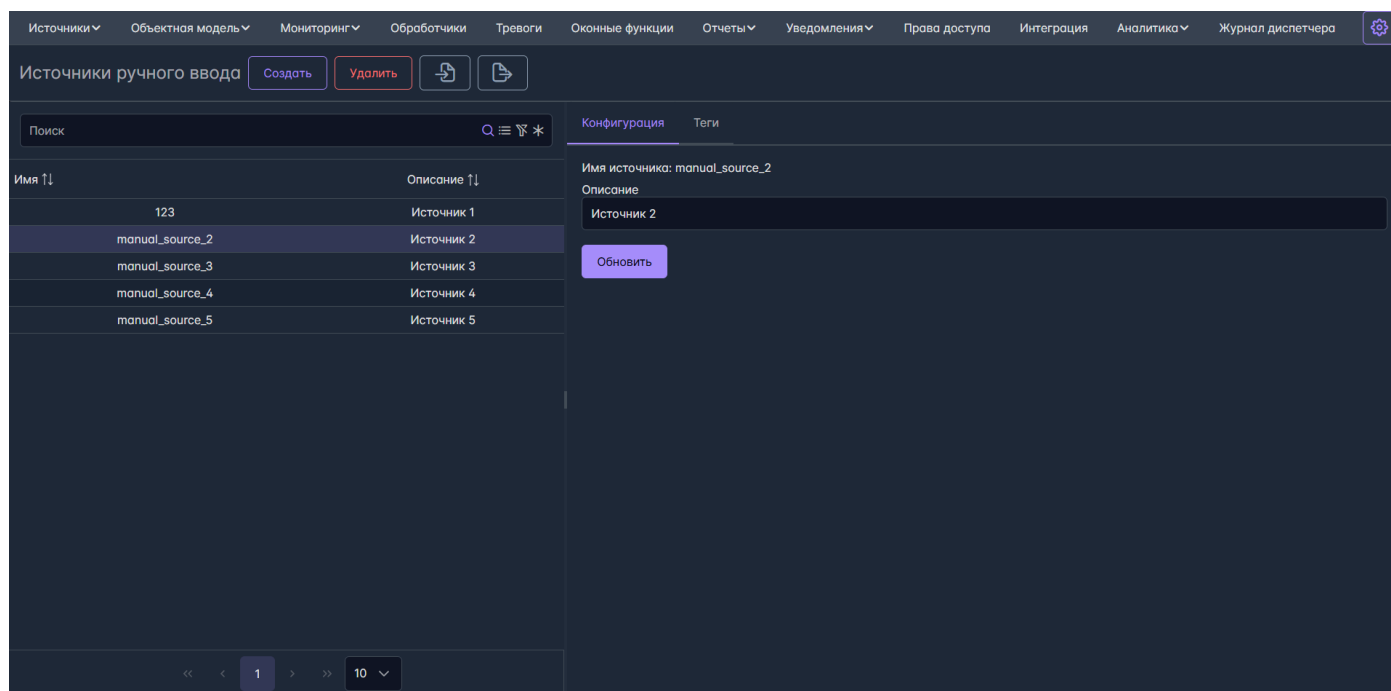 Источники Объектная модель Мониторинг Обработчики Тревоги Оконные функции Отчеты Уведомления Права доступа Интеграция Аналитика Журнал диспетчера
Источники ручного ввода Создать Удалить
Поиск
Имя Описание
123 Источник 1
manual_source_2 Источник 2
manual_source_3 Источник 3
manual_source_4 Источник 4
manual_source_5 Источник 5
1 10
Конфигурация Теги
Имя источника: manual_source_2
Описание
Источник 2
Обновить